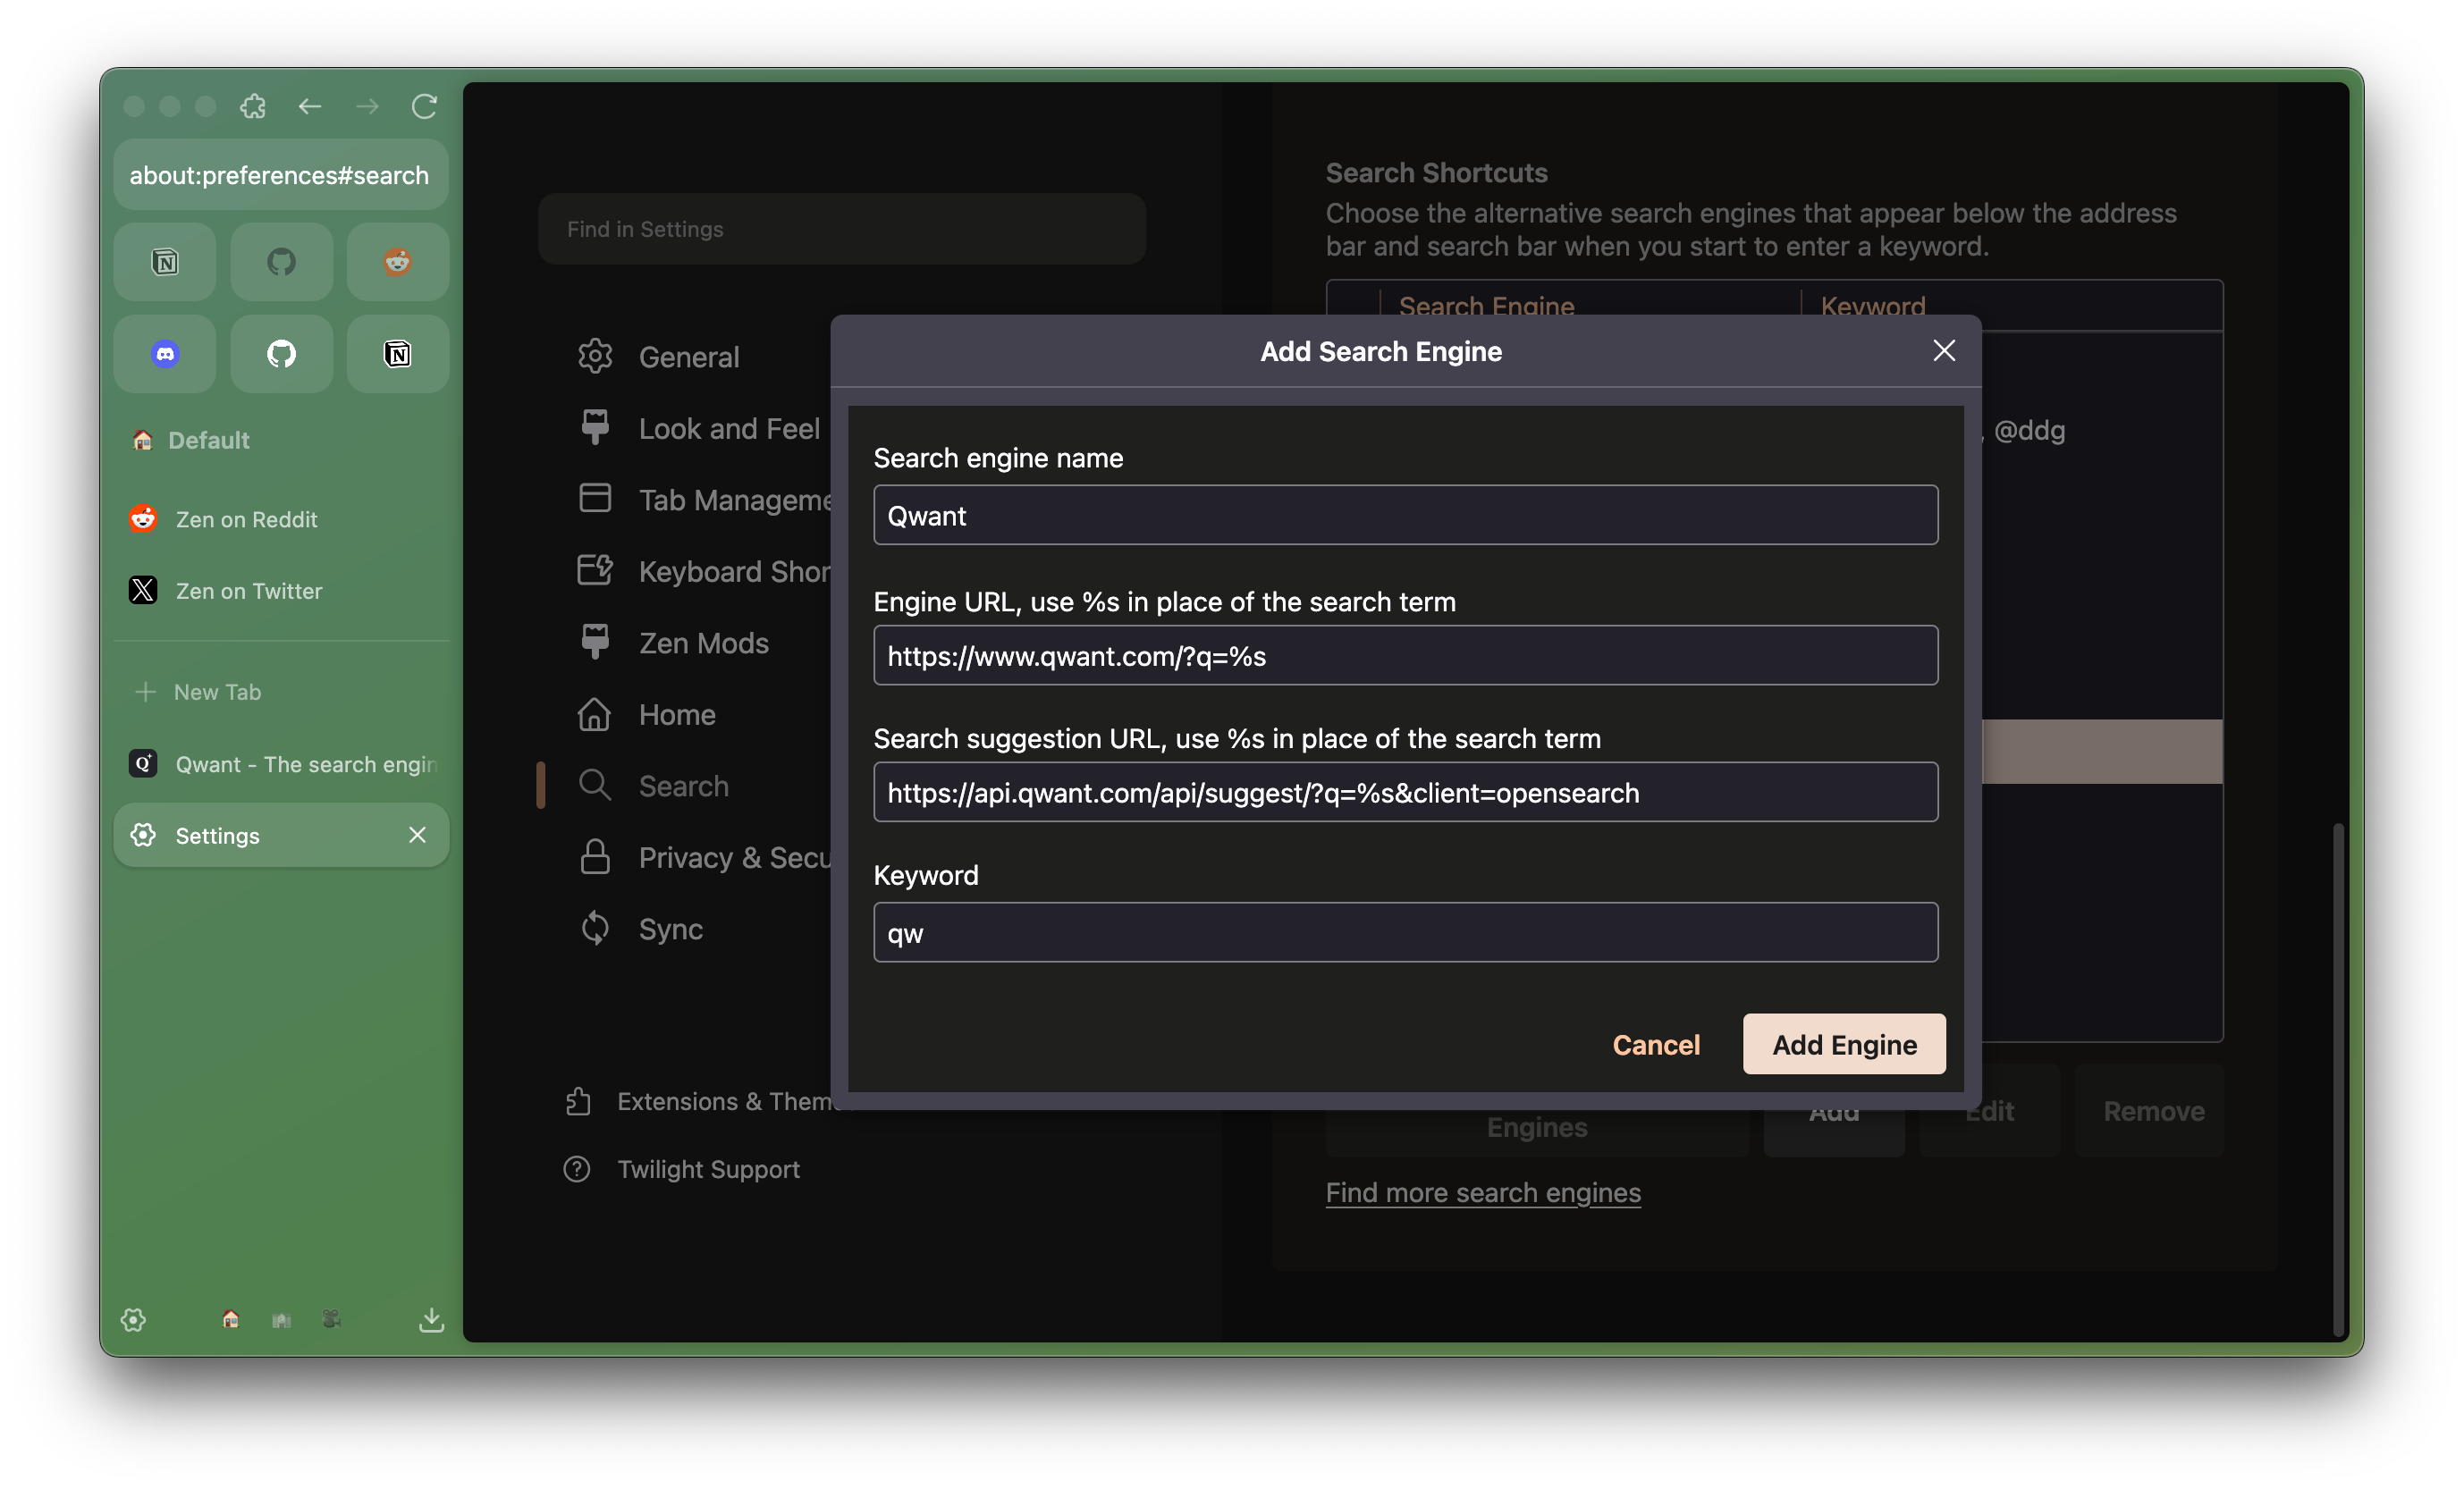 about:preferences#search
Default
Zen on Reddit
Zen on Twitter
New Tab
Qwant - The search engin
Settings
Find in Settings
General
Look and Feel
Tab Manageme
Keyboard Shor
Zen Mods
Home
Search
Privacy & Secu
Sync
Extensions & Them
Twilight Support
Search Shortcuts
Choose the alternative search engines that appear below the address
bar and search bar when you start to enter a keyword.
Search Engine
Keyword
, @ddg
Add Search Engine
Search engine name
Qwant
Engine URL, use %s in place of the search term
https://www.qwant.com/?q=%s
Search suggestion URL, use %s in place of the search term
https://api.qwant.com/api/suggest/?q=%s&client=opensearch
Keyword
qw
Cancel
Add Engine
Engines
Add
Edit
Remove
Find more search engines